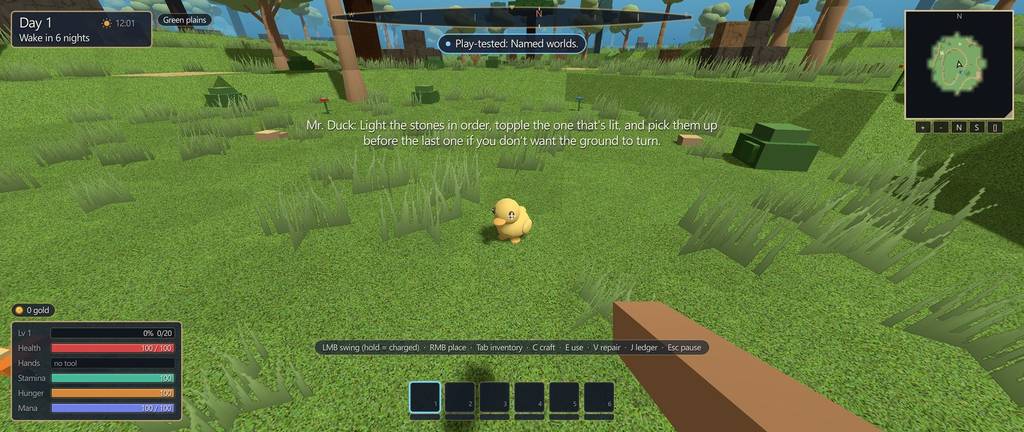 Day 1
12:01
Wake in 6 nights
Green plains
N
Play-tested: Named worlds.
N
+ - N S []
Mr. Duck: Light the stones in order, topple the one that's lit, and pick them up
before the last one if you don't want the ground to turn.
0 gold
Lv 1 0% 0/20
Health 100 / 100
Hands no tool
Stamina 100
Hunger 100
Mana 100 / 100
LMB swing (hold = charged) · RMB place · Tab inventory · C craft · E use · V repair · J ledger · Esc pause
1 2 3 4 5 6